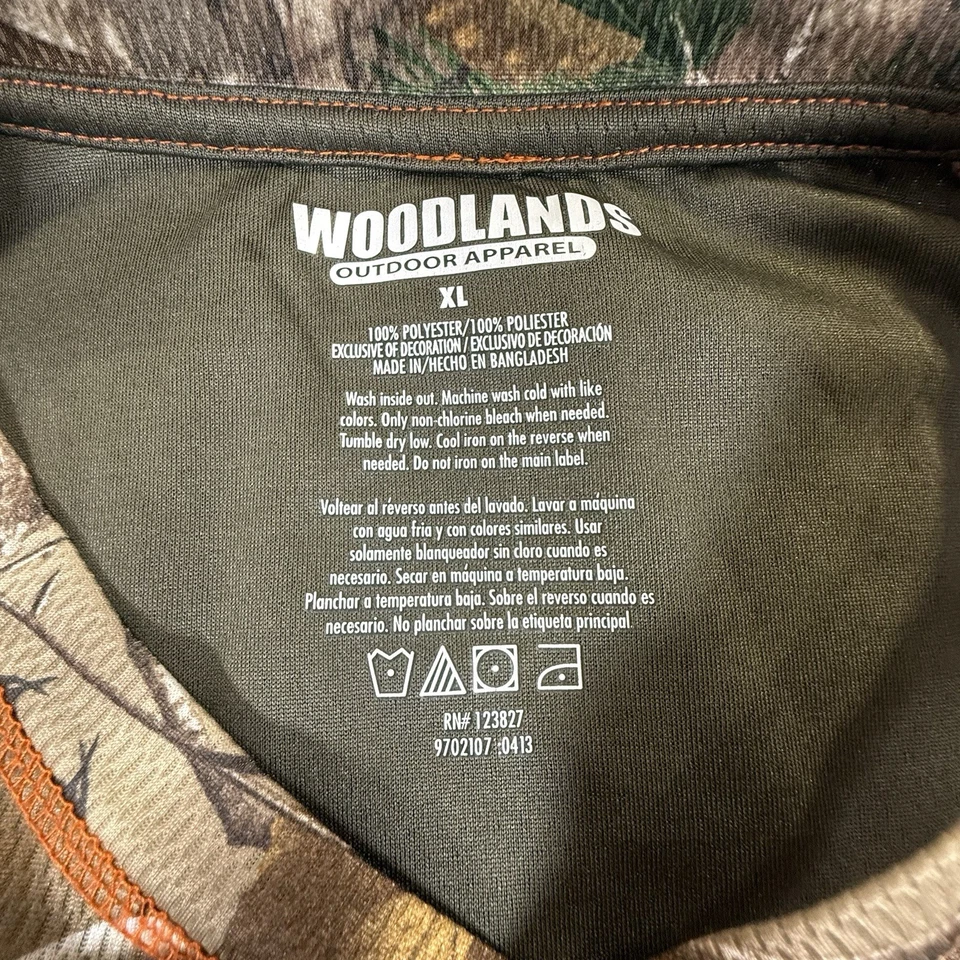 WOODLANDS
OUTDOOR APPAREL
XL
100% POLYESTER/100% POLIESTER
EXCLUSIVE OF DECORATION / EXCLUSIVO DE DECORACIÓN
MADE IN/HECHO EN BANGLADESH
Wash inside out. Machine wash cold with like
colors. Only non-chlorine bleach when needed.
Tumble dry low. Cool iron on the reverse when
needed. Do not iron on the main label.
Voltear al réverso antes del lavado. Lavar a máquina
con agua fria y con colores similares. Usar
solamente blanqueador sin cloro cuando es
necesario. Secar en máquina a temperatura baja.
Planchar a temperatura baja. Sobre el reverso cuando es
necesario. No planchar sobre la etiqueta principal
RN# 123827
9702107 :0413